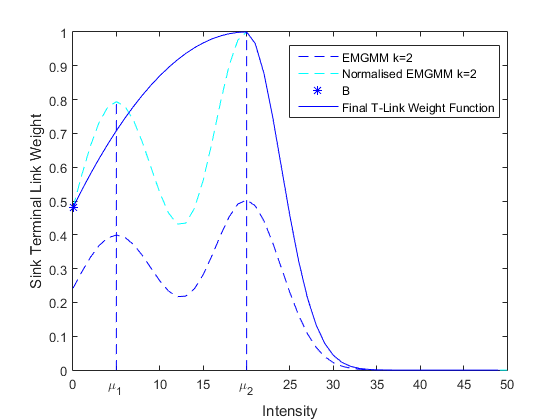 EMGMM k=2
Normalised EMGMM k=2
B
Final T-Link Weight Function
1
0.9
0.8
0.7
0.6
0.5
0.4
0.3
0.2
0.1
0
Sink Terminal Link Weight
0 μ1 10 15 μ2 25 30 35 40 45 50
Intensity